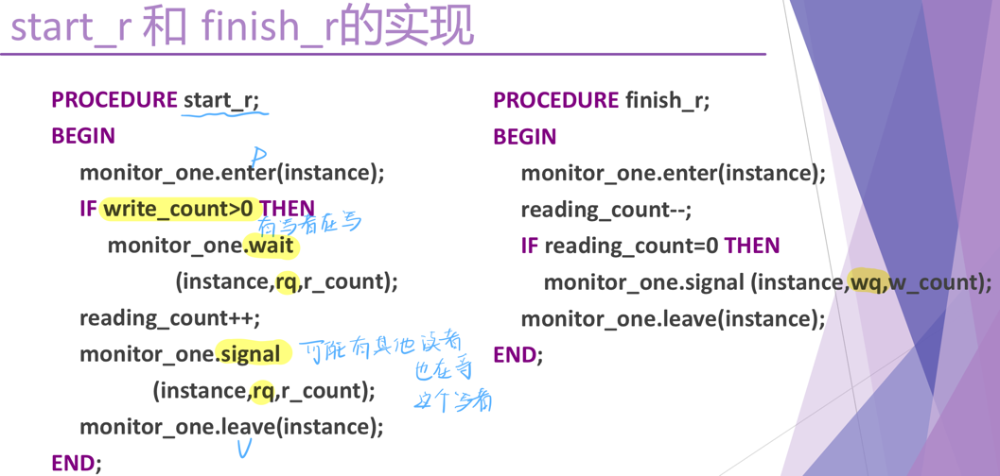 start_r 和 finish_r的实现
PROCEDURE start_r;
BEGIN
P
monitor_one.enter(instance);
IF write_count>0 THEN
有写者在写
monitor_one.wait
(instance,rq,r_count);
reading_count++;
monitor_one.signal
可能有其他读者
也在等
这个写者
(instance,rq,r_count);
monitor_one.leave(instance);
V
END;
PROCEDURE finish_r;
BEGIN
monitor_one.enter(instance);
reading_count--;
IF reading_count=0 THEN
monitor_one.signal (instance,wq,w_count);
monitor_one.leave(instance);
END;